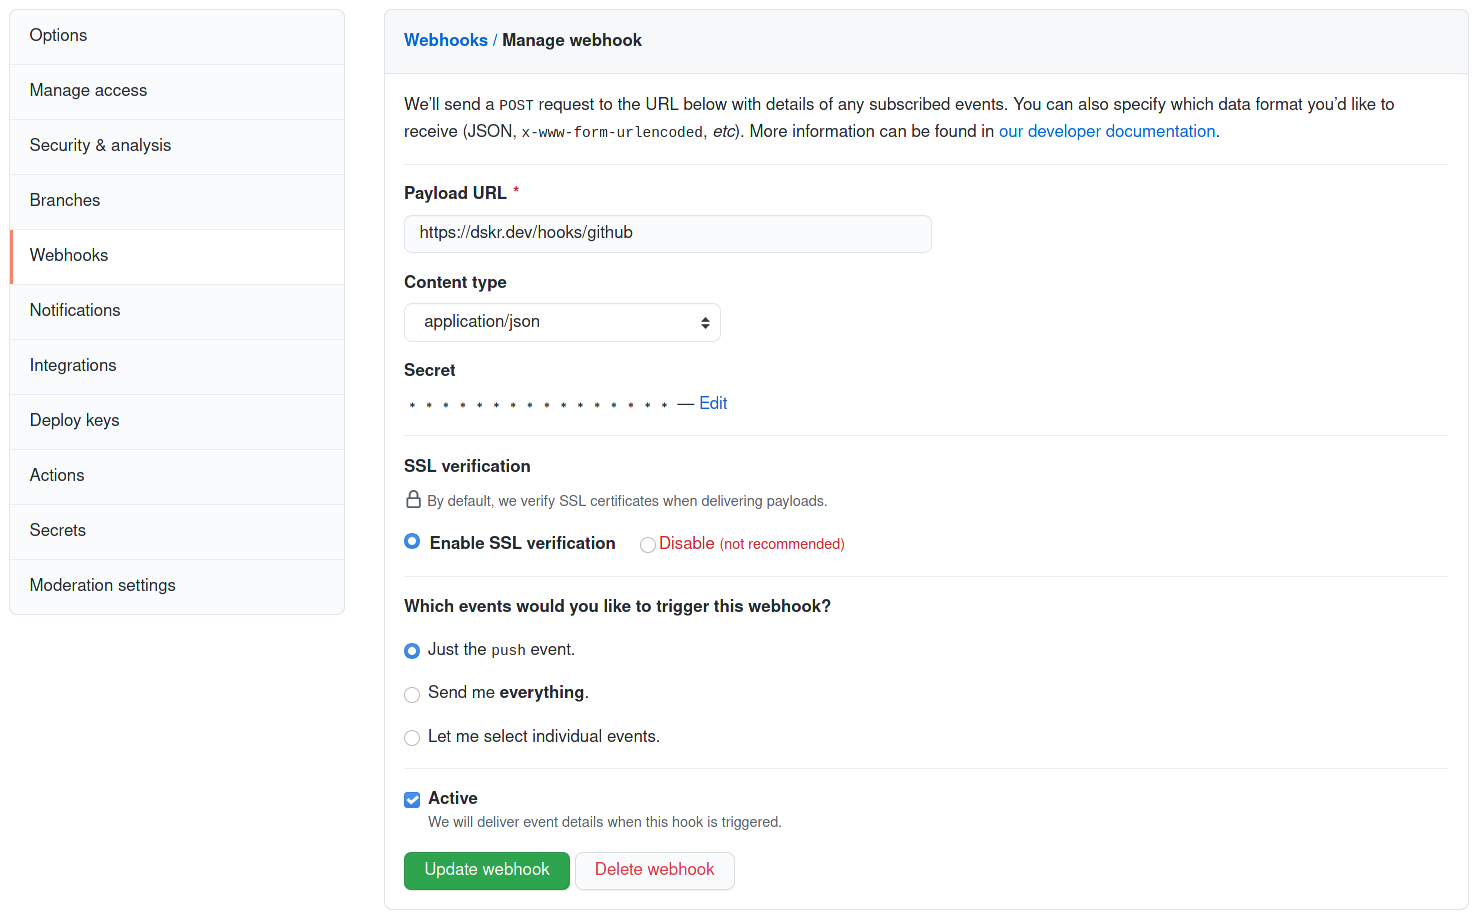 Options
Manage access
Security & analysis
Branches
Webhooks
Notifications
Integrations
Deploy keys
Actions
Secrets
Moderation settings
Webhooks / Manage webhook
We’ll send a POST request to the URL below with details of any subscribed events. You can also specify which data format you’d like to
receive (JSON, x-www-form-urlencoded, etc). More information can be found in our developer documentation.
Payload URL *
https://dskr.dev/hooks/github
Content type
application/json
Secret
* * * * * * * * * * * * * * * * — Edit
SSL verification
By default, we verify SSL certificates when delivering payloads.
Enable SSL verification Disable (not recommended)
Which events would you like to trigger this webhook?
Just the push event.
Send me everything.
Let me select individual events.
Active
We will deliver event details when this hook is triggered.
Update webhook Delete webhook